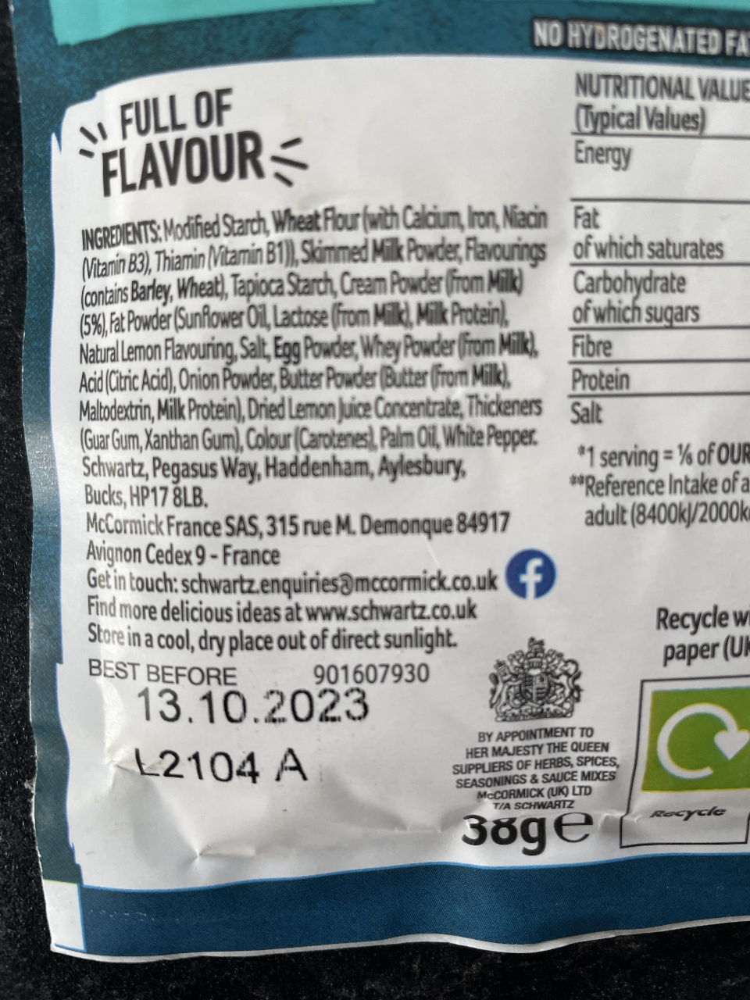 NO HYDROGENATED FA
FULL OF
FLAVOUR
INGREDIENTS: Modified Starch, Wheat Flour (with Calcium, Iron, Niacin
(Vitamin B3), Thiamin (Vitamin B1)), Skimmed Milk Powder, Flavourings
(contains Barley, Wheat), Tapioca Starch, Cream Powder (from Milk)
(5%), Fat Powder (Sunflower Oil, Lactose (from Milk), Milk Protein),
Natural Lemon Flavouring, Salt, Egg Powder, Whey Powder (from Milk),
Acid (Citric Acid), Onion Powder, Butter Powder (Butter (from Milk),
Maltodextrin, Milk Protein), Dried Lemon Juice Concentrate, Thickeners
(Guar Gum, Xanthan Gum), Colour (Carotenes), Palm Oil, White Pepper.
Schwartz, Pegasus Way, Haddenham, Aylesbury,
Bucks, HP17 8LB.
McCormick France SAS, 315 rue M. Demonque 84917
Avignon Cedex 9 - France
Get in touch: schwartz.enquiries@mccormick.co.uk
Find more delicious ideas at www.schwartz.co.uk
Store in a cool, dry place out of direct sunlight.
BEST BEFORE 901607930
13.10.2023
L2104 A
BY APPOINTMENT TO
HER MAJESTY THE QUEEN
SUPPLIERS OF HERBS, SPICES,
SEASONINGS & SAUCE MIXES
McCORMICK (UK) LTD
T/A SCHWARTZ
38g℮
NUTRITIONAL VALUE
(Typical Values)
Energy
Fat
of which saturates
Carbohydrate
of which sugars
Fibre
Protein
Salt
*1 serving = ⅙ of OUR
**Reference Intake of a
adult (8400kJ/2000k
Recycle wi
paper (UK
Recycle